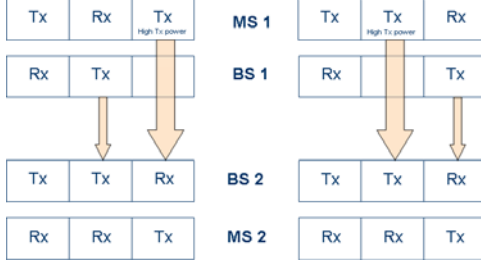 Tx Rx Tx MS 1 Tx Tx Rx
High Tx power High Tx power
Rx Tx BS 1 Rx Tx
Tx Tx Rx BS 2 Tx Tx Rx
Rx Rx Tx MS 2 Rx Rx Tx